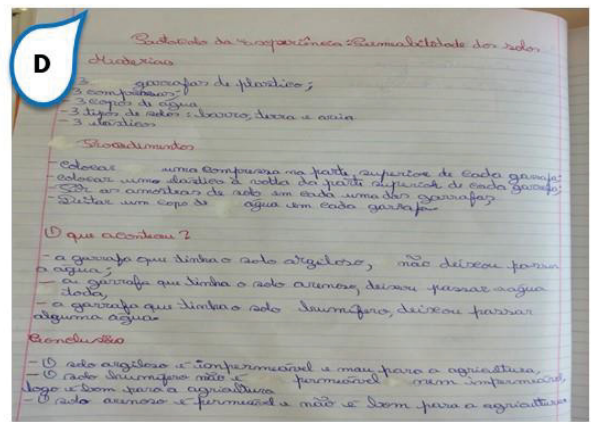 D
Protocolo da experiência: Permeabilidade dos solos
Materiais
-3 garrafas de plástico;
-3 compressas;
-3 copos de água
-3 tipos de solos: barro, terra e areia
-3 elásticos
Procedimentos
-Colocar uma compressa na parte superior de cada garrafa;
-colocar umo elástico à volta da parte superior de cada garrafa;
-Pôr as amostras de solo em cada uma das garrafas;
-Deitar um copo de água em cada garrafa
O que aconteceu?
- a garrafa que tinha o solo argiloso, não deixou passar
a água;
- a garrafa que tinha o solo arenoso, deixou passar a água
toda,
- a garrafa que tinha o solo humífero, deixou passar
alguma água.
Conclusão
- O solo argiloso é impermeável e mau para a agricultura,
- O solo humífero não é permeável nem impermeável,
logo é bom para a agricultura
- O solo arenoso é permeável e não é bom para a agricultura